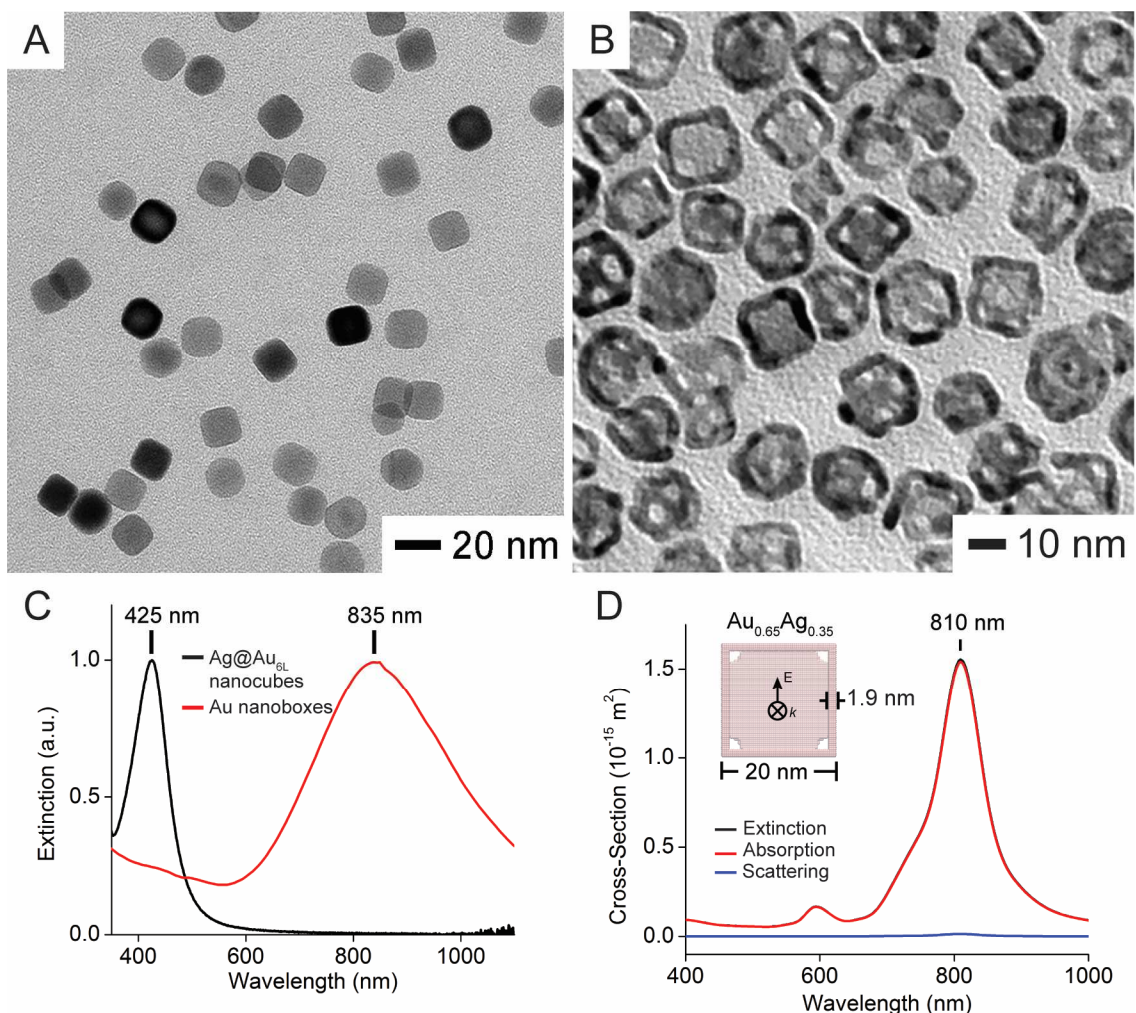 A
20 nm
B
10 nm
C
425 nm
835 nm
Ag@Au6L
nanocubes
Au nanoboxes
1.0
0.5
0.0
Extinction (a.u.)
400
600
800
1000
Wavelength (nm)
D
Au0.65Ag0.35
810 nm
E
k
1.9 nm
20 nm
Extinction
Absorption
Scattering
1.5
1.0
0.5
0.0
Cross-Section (10-15 m2)
400
600
800
1000
Wavelength (nm)